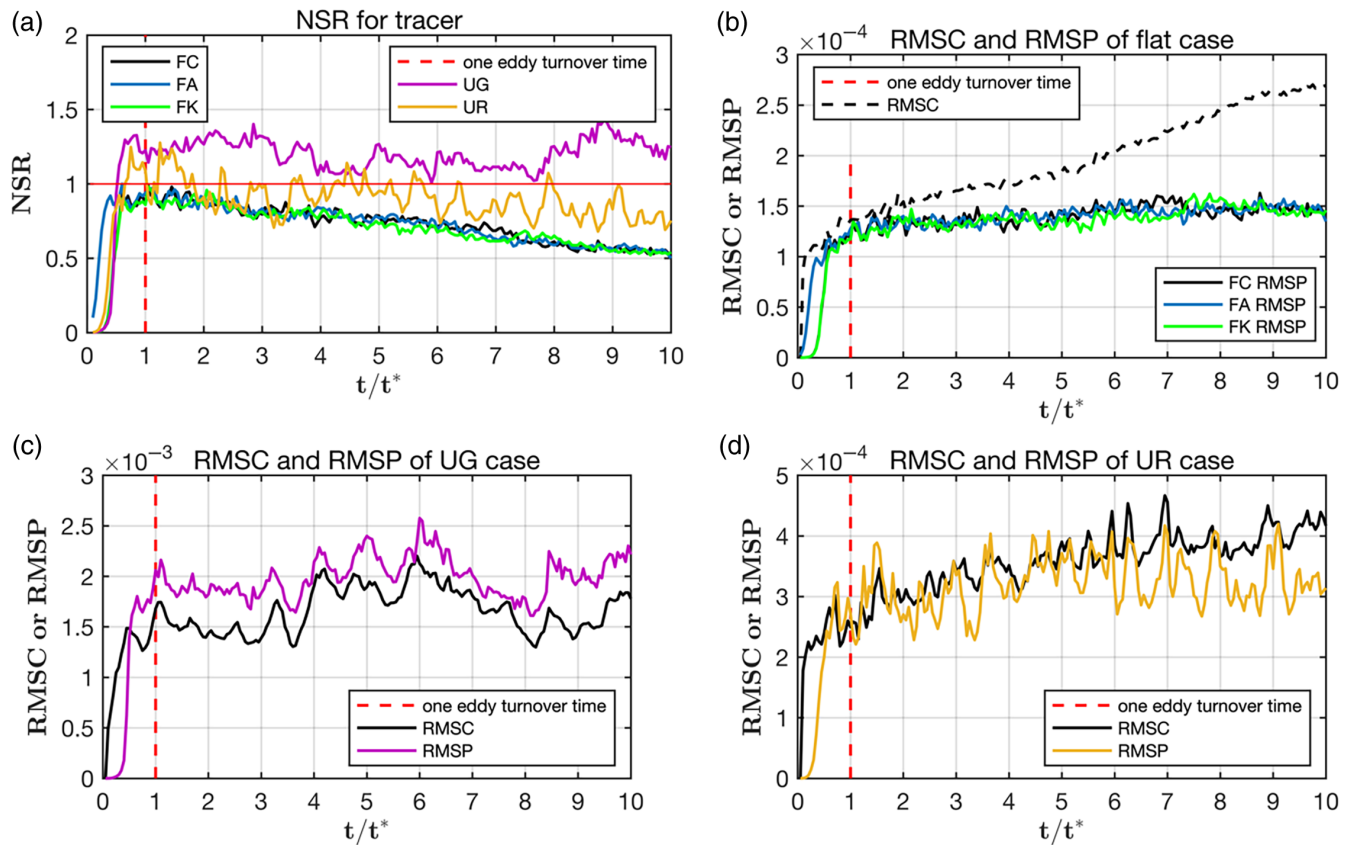 (a)
NSR for tracer
2
1.5
1
0.5
0
NSR
FC
FA
FK
one eddy turnover time
UG
UR
0 1 2 3 4 5 6 7 8 9 10
t/t*
(b)
×10−4
RMSC and RMSP of flat case
3
2.5
2
1.5
1
0.5
0
RMSC or RMSP
one eddy turnover time
RMSC
FC RMSP
FA RMSP
FK RMSP
0 1 2 3 4 5 6 7 8 9 10
t/t*
(c)
×10−3
RMSC and RMSP of UG case
3
2.5
2
1.5
1
0.5
0
RMSC or RMSP
one eddy turnover time
RMSC
RMSP
0 1 2 3 4 5 6 7 8 9 10
t/t*
(d)
×10−4
RMSC and RMSP of UR case
5
4
3
2
1
0
RMSC or RMSP
one eddy turnover time
RMSC
RMSP
0 1 2 3 4 5 6 7 8 9 10
t/t*